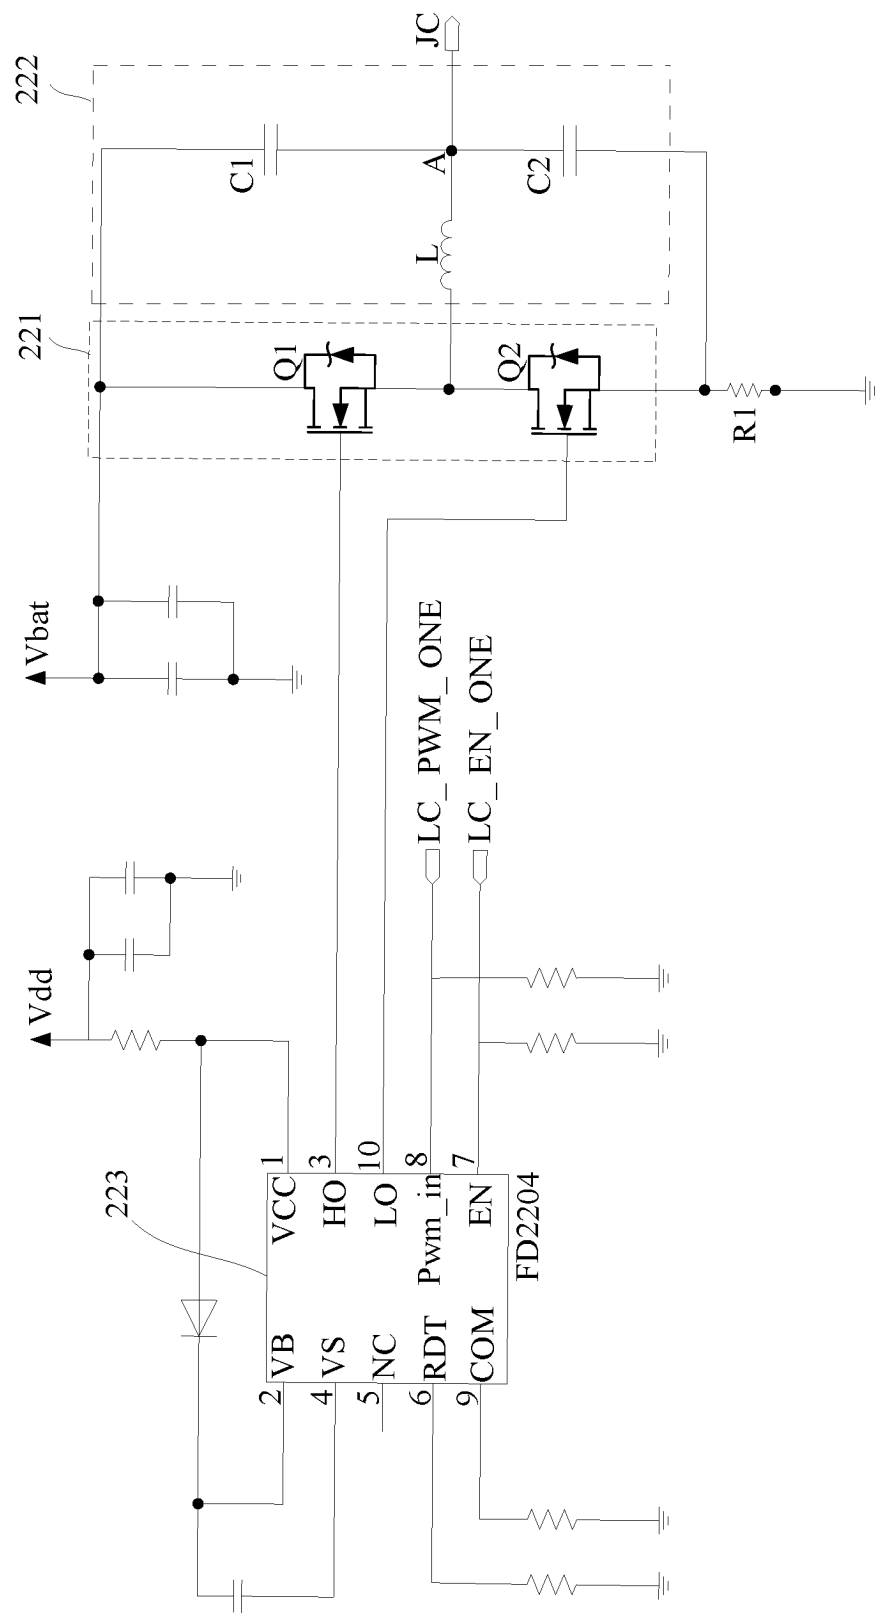 222
JC
C1
A
C2
L
221
Q1
Q2
R1
Vbat
LC_PWM_ONE
LC_EN_ONE
Vdd
223
1
3
10
8
7
VCC
HO
LO
Pwm_in
EN
FD2204
VB
VS
NC
RDT
COM
2
4
5
6
9